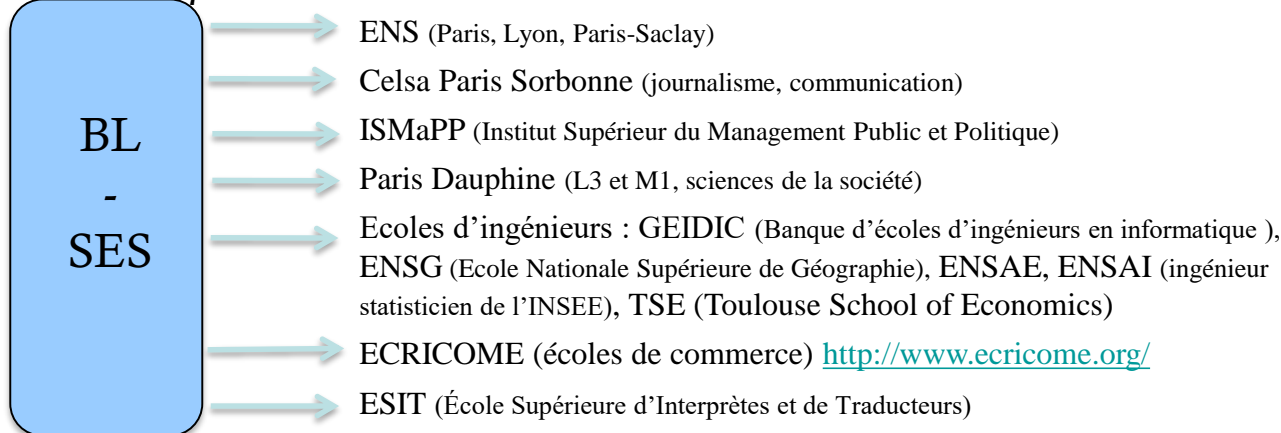 BL
-
SES
ENS (Paris, Lyon, Paris-Saclay)
Celsa Paris Sorbonne (journalisme, communication)
ISMaPP (Institut Supérieur du Management Public et Politique)
Paris Dauphine (L3 et M1, sciences de la société)
Ecoles d’ingénieurs : GEIDIC (Banque d’écoles d’ingénieurs en informatique ),
ENSG (Ecole Nationale Supérieure de Géographie), ENSAE, ENSAI (ingénieur
statisticien de l’INSEE), TSE (Toulouse School of Economics)
ECRICOME (écoles de commerce) http://www.ecricome.org/
ESIT (École Supérieure d’Interprètes et de Traducteurs)